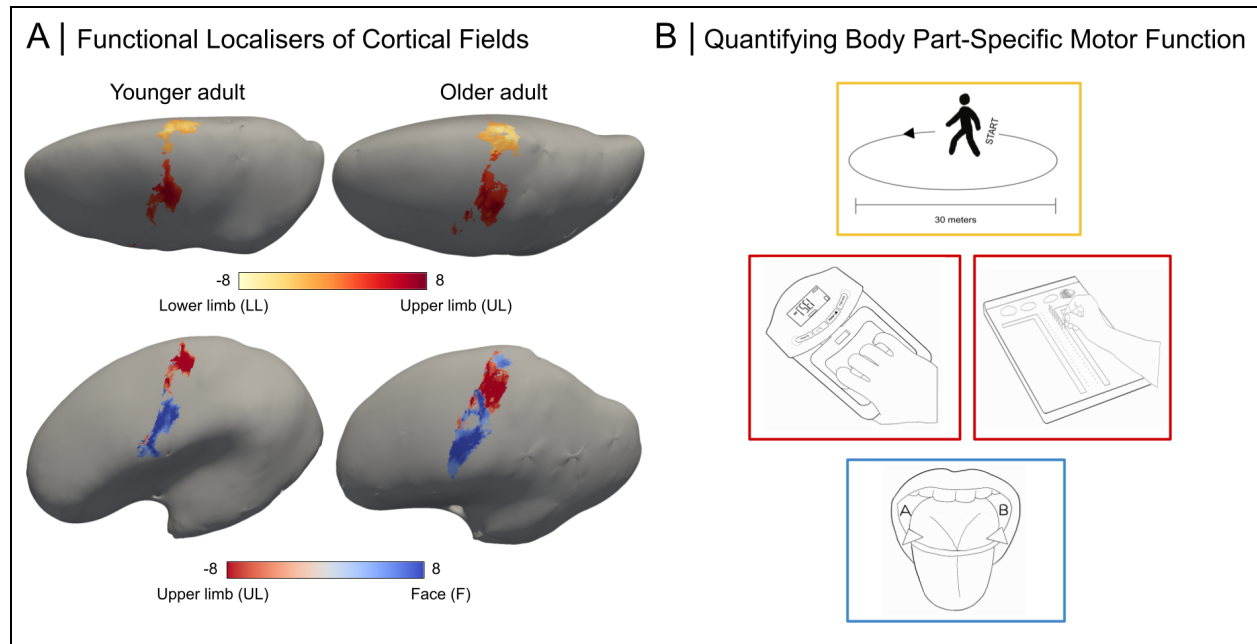 A | Functional Localisers of Cortical Fields
Younger adult
Older adult
-8
8
Lower limb (LL)
Upper limb (UL)
-8
8
Upper limb (UL)
Face (F)
B | Quantifying Body Part-Specific Motor Function
START
30 meters
A
B